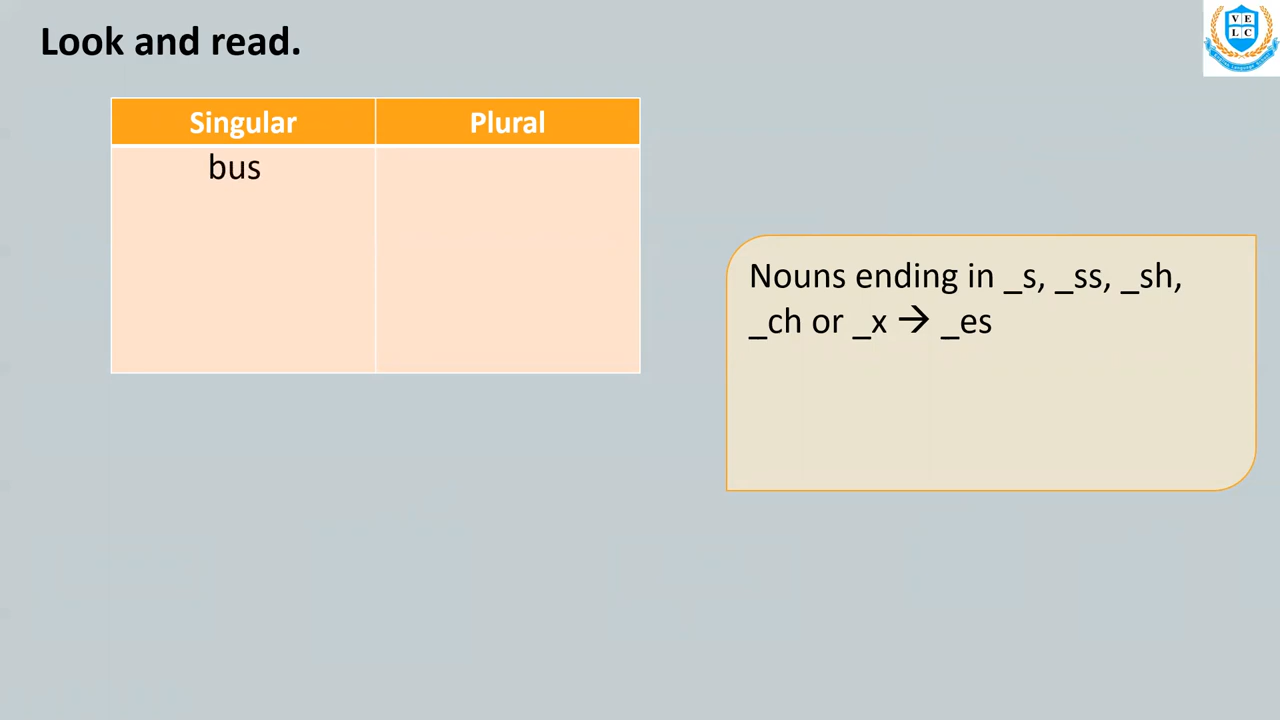 Look and read.
V E
L C
Singular Plural
bus
Nouns ending in _s, _ss, _sh,
_ch or _x → _es